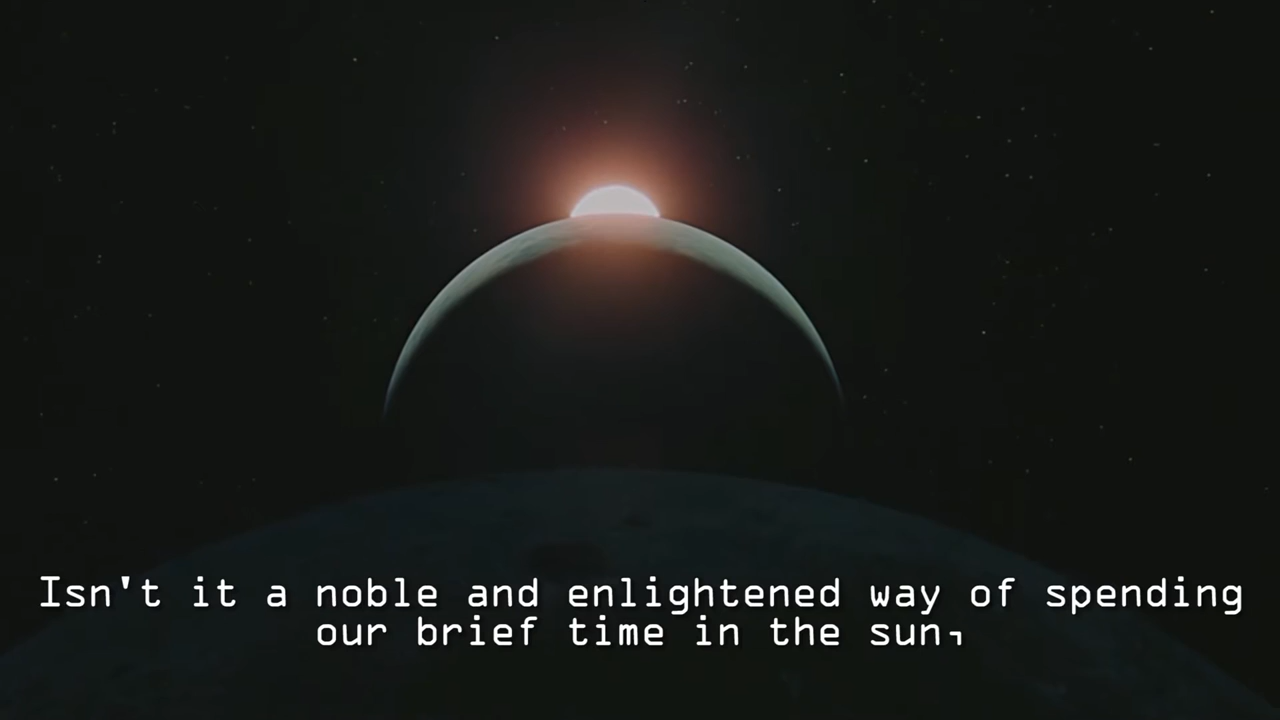 Isn't it a noble and enlightened way of spending
our brief time in the sun,